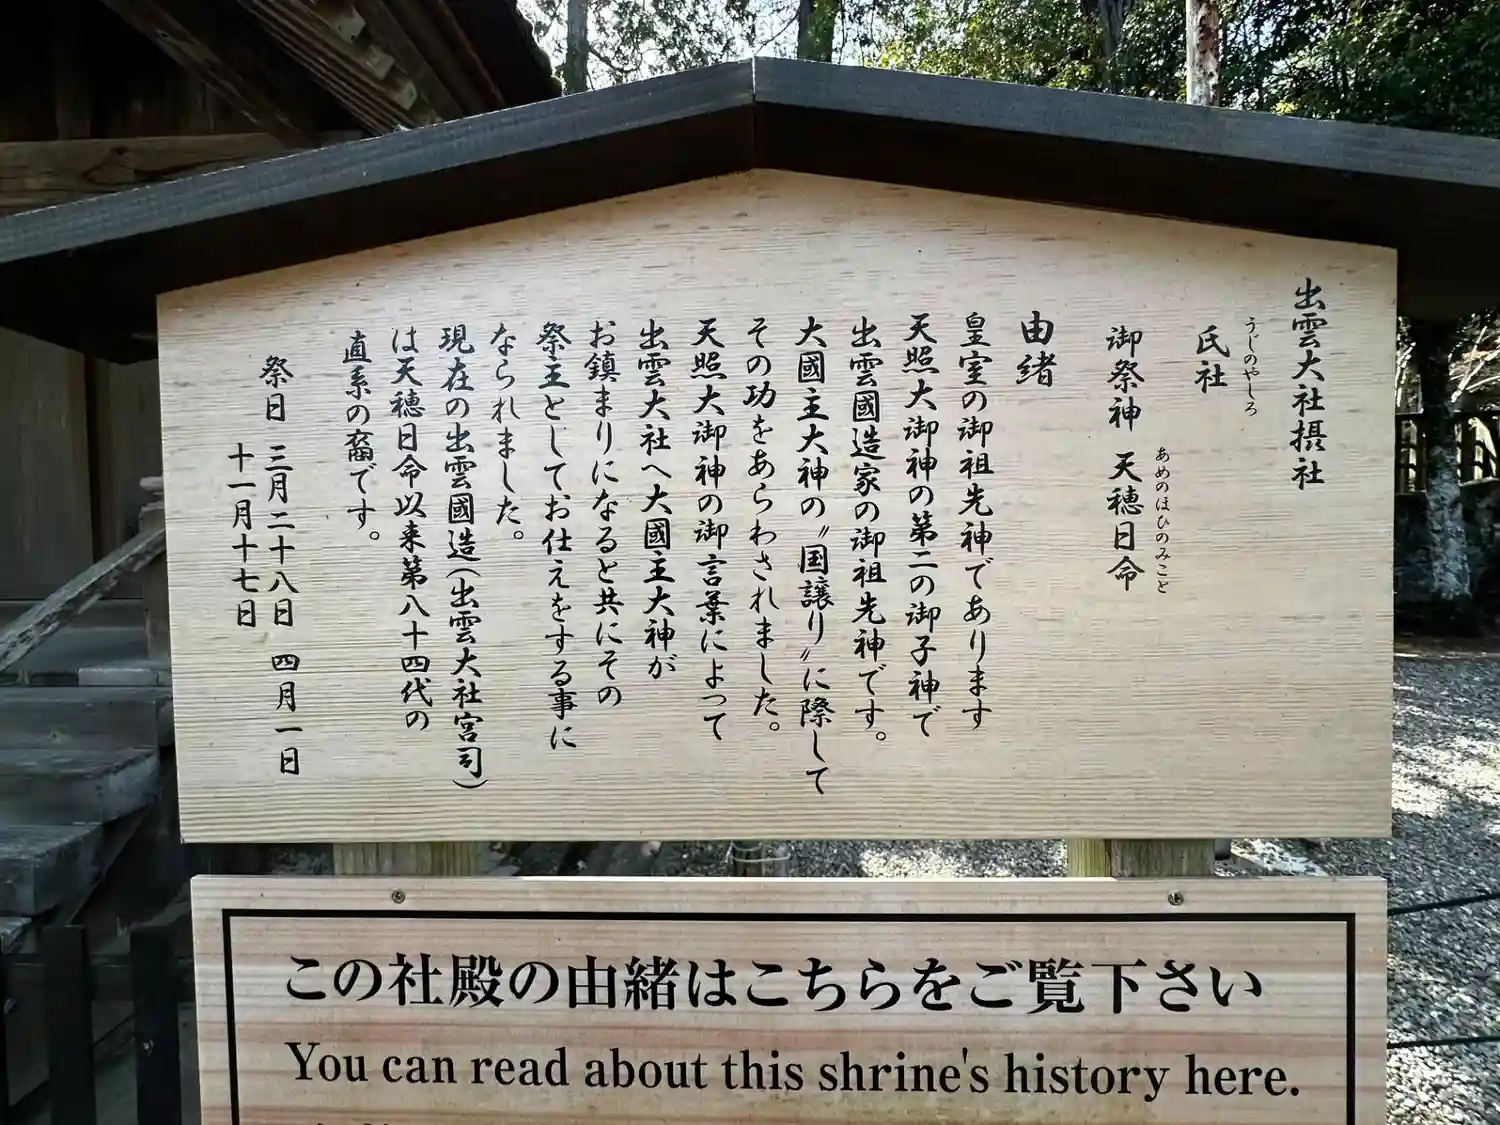 出雲大社摂社
うじのやしろ
氏社
あめのほひのみこと
御祭神 天穂日命
由緒
皇室の御祖先神であります
天照大御神の第二の御子神で
出雲國造家の御祖先神です。
大國主大神の〝国譲り〟に際して
その功をあらわされました。
天照大御神の御言葉によって
出雲大社へ大國主大神が
お鎮まりになると共にその
祭主としてお仕えをする事に
なられました。
現在の出雲國造(出雲大社宮司)
は天穂日命以来第八十四代の
直系の裔です。
祭日 三月二十八日 四月一日
十一月十七日
この社殿の由緒はこちらをご覧下さい
You can read about this shrine's history here.